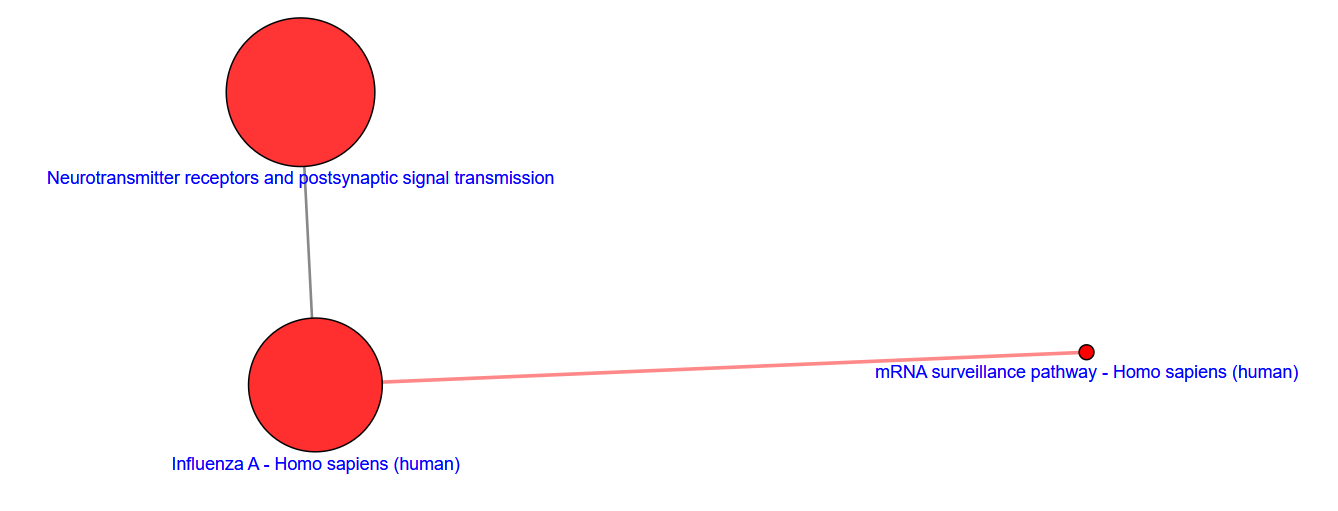 Neurotransmitter receptors and postsynaptic signal transmission
mRNA surveillance pathway - Homo sapiens (human)
Influenza A - Homo sapiens (human)